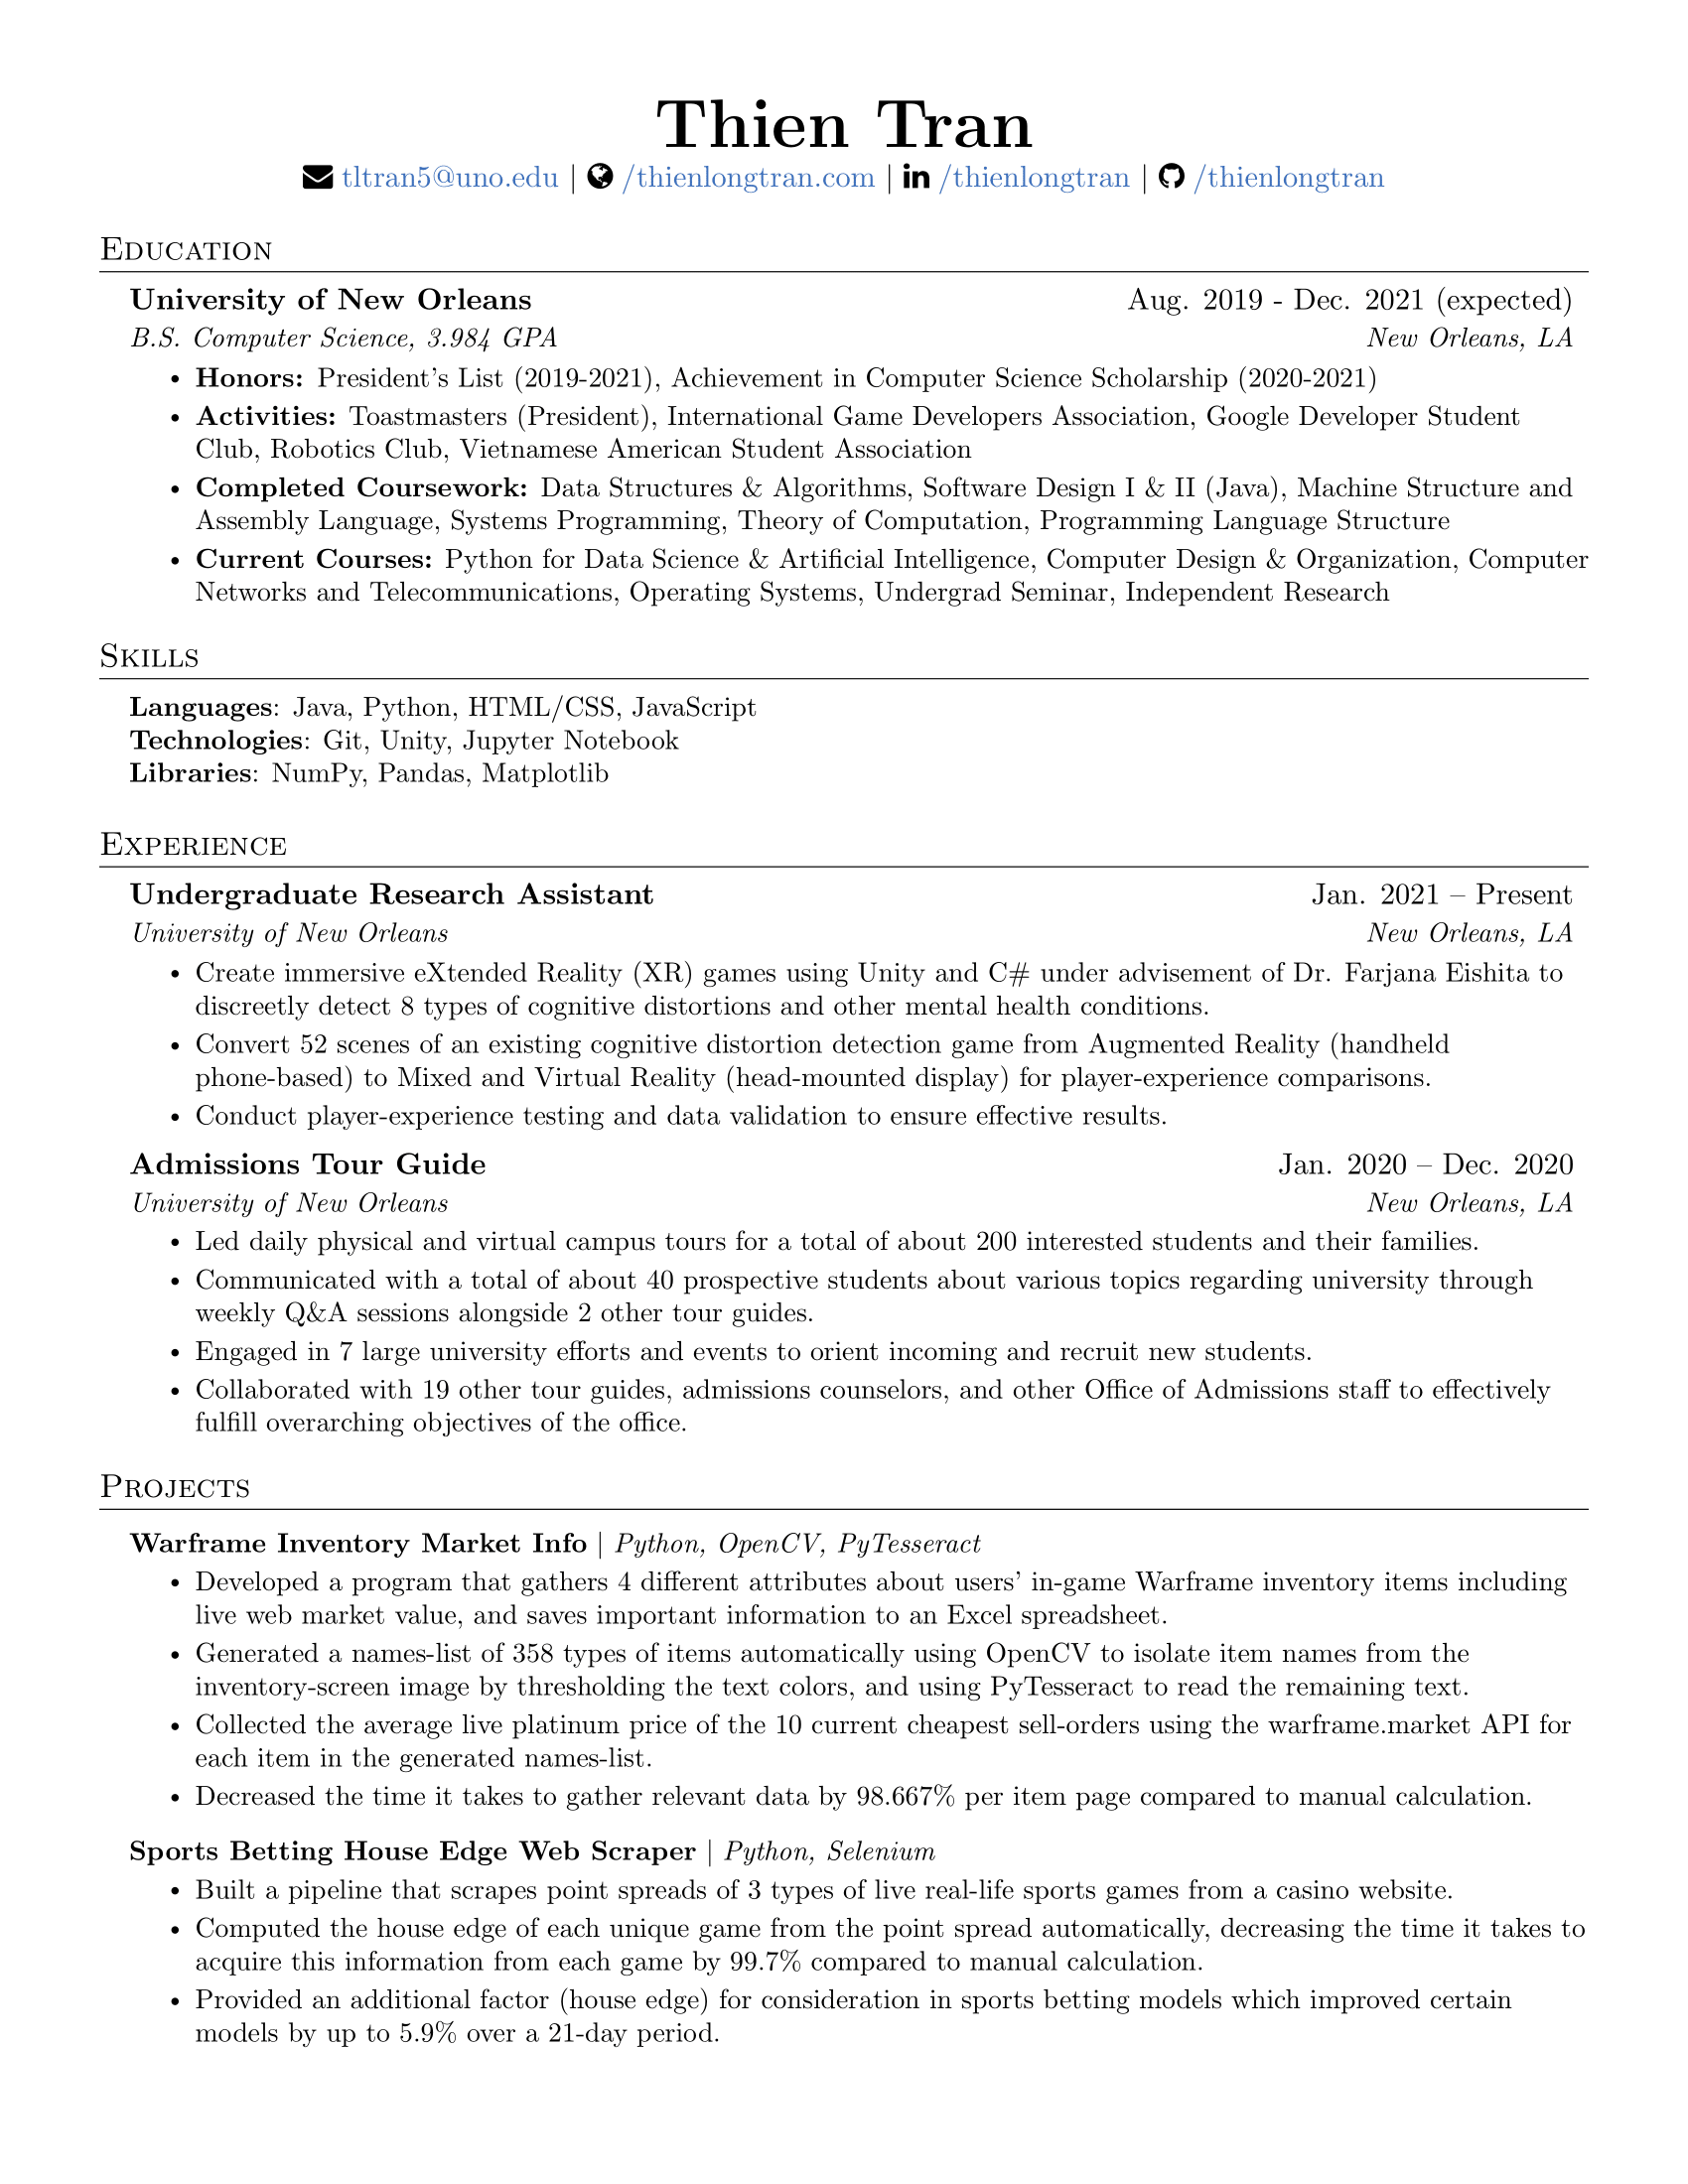 Thien Tran
tltran5@uno.edu | /thienlongtran.com | /thienlongtran | /thienlongtran
Education
University of New Orleans Aug. 2019 - Dec. 2021 (expected)
B.S. Computer Science, 3.984 GPA New Orleans, LA
• Honors: President's List (2019-2021), Achievement in Computer Science Scholarship (2020-2021)
• Activities: Toastmasters (President), International Game Developers Association, Google Developer Student
Club, Robotics Club, Vietnamese American Student Association
• Completed Coursework: Data Structures & Algorithms, Software Design I & II (Java), Machine Structure and
Assembly Language, Systems Programming, Theory of Computation, Programming Language Structure
• Current Courses: Python for Data Science & Artificial Intelligence, Computer Design & Organization, Computer
Networks and Telecommunications, Operating Systems, Undergrad Seminar, Independent Research
Skills
Languages: Java, Python, HTML/CSS, JavaScript
Technologies: Git, Unity, Jupyter Notebook
Libraries: NumPy, Pandas, Matplotlib
Experience
Undergraduate Research Assistant Jan. 2021 – Present
University of New Orleans New Orleans, LA
• Create immersive eXtended Reality (XR) games using Unity and C# under advisement of Dr. Farjana Eishita to
discreetly detect 8 types of cognitive distortions and other mental health conditions.
• Convert 52 scenes of an existing cognitive distortion detection game from Augmented Reality (handheld
phone-based) to Mixed and Virtual Reality (head-mounted display) for player-experience comparisons.
• Conduct player-experience testing and data validation to ensure effective results.
Admissions Tour Guide Jan. 2020 – Dec. 2020
University of New Orleans New Orleans, LA
• Led daily physical and virtual campus tours for a total of about 200 interested students and their families.
• Communicated with a total of about 40 prospective students about various topics regarding university through
weekly Q&A sessions alongside 2 other tour guides.
• Engaged in 7 large university efforts and events to orient incoming and recruit new students.
• Collaborated with 19 other tour guides, admissions counselors, and other Office of Admissions staff to effectively
fulfill overarching objectives of the office.
Projects
Warframe Inventory Market Info | Python, OpenCV, PyTesseract
• Developed a program that gathers 4 different attributes about users' in-game Warframe inventory items including
live web market value, and saves important information to an Excel spreadsheet.
• Generated a names-list of 358 types of items automatically using OpenCV to isolate item names from the
inventory-screen image by thresholding the text colors, and using PyTesseract to read the remaining text.
• Collected the average live platinum price of the 10 current cheapest sell-orders using the warframe.market API for
each item in the generated names-list.
• Decreased the time it takes to gather relevant data by 98.667% per item page compared to manual calculation.
Sports Betting House Edge Web Scraper | Python, Selenium
• Built a pipeline that scrapes point spreads of 3 types of live real-life sports games from a casino website.
• Computed the house edge of each unique game from the point spread automatically, decreasing the time it takes to
acquire this information from each game by 99.7% compared to manual calculation.
• Provided an additional factor (house edge) for consideration in sports betting models which improved certain
models by up to 5.9% over a 21-day period.